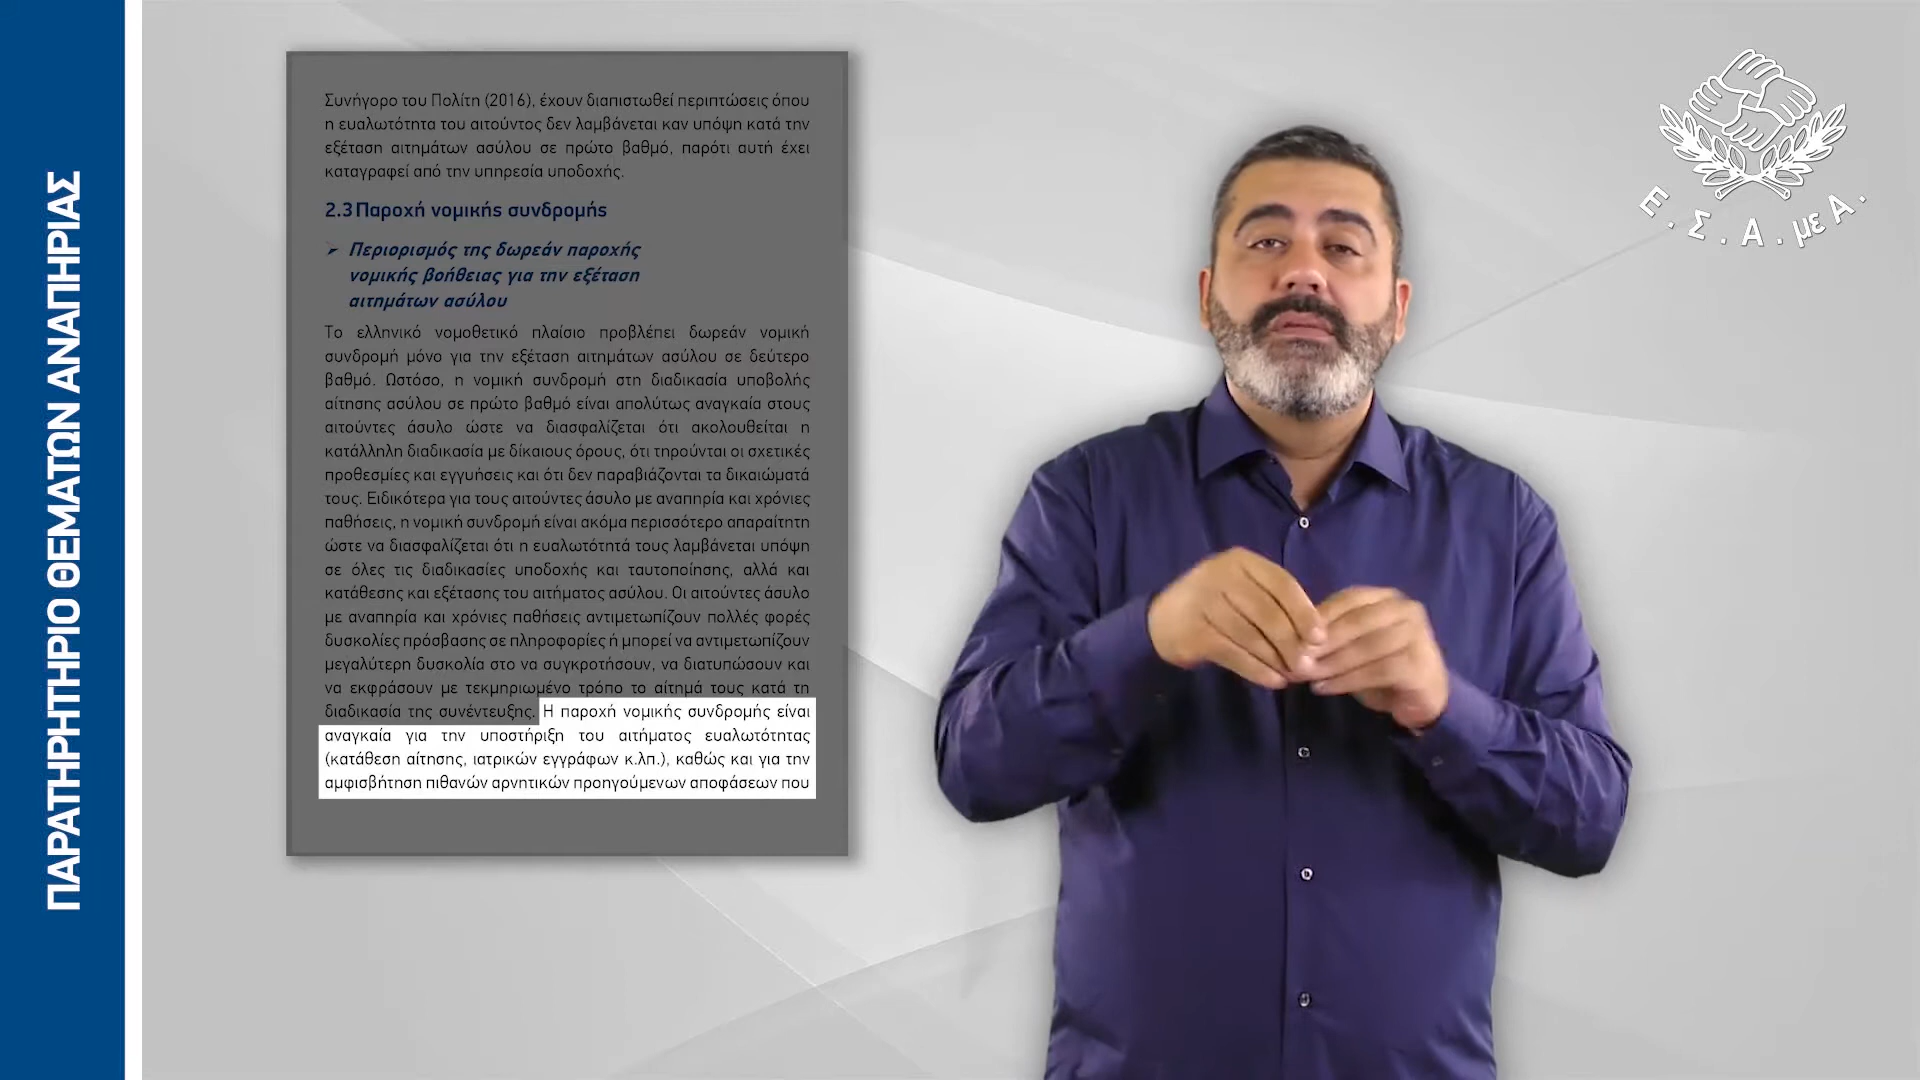 ΠΑΡΑΤΗΡΗΤΗΡΙΟ ΘΕΜΑΤΩΝ ΑΝΑΠΗΡΙΑΣ
Συνήγορο του Πολίτη (2016), έχουν διαπιστωθεί περιπτώσεις όπου
η ευαλωτότητα του αιτούντος δεν λαμβάνεται καν υπόψη κατά την
εξέταση αιτημάτων ασύλου σε πρώτο βαθμό, παρότι αυτή έχει
καταγραφεί από την υπηρεσία υποδοχής.
2.3 Παροχή νομικής συνδρομής
➢ Περιορισμός της δωρεάν παροχής
νομικής βοήθειας για την εξέταση
αιτημάτων ασύλου
Το ελληνικό νομοθετικό πλαίσιο προβλέπει δωρεάν νομική
συνδρομή μόνο για την εξέταση αιτημάτων ασύλου σε δεύτερο
βαθμό. Ωστόσο, η νομική συνδρομή στη διαδικασία υποβολής
αίτησης ασύλου σε πρώτο βαθμό είναι απολύτως αναγκαία στους
αιτούντες άσυλο ώστε να διασφαλίζεται ότι ακολουθείται η
κατάλληλη διαδικασία με δίκαιους όρους, ότι τηρούνται οι σχετικές
προθεσμίες και εγγυήσεις και ότι δεν παραβιάζονται τα δικαιώματά
τους. Ειδικότερα για τους αιτούντες άσυλο με αναπηρία και χρόνιες
παθήσεις, η νομική συνδρομή είναι ακόμα περισσότερο απαραίτητη
ώστε να διασφαλίζεται ότι η ευαλωτότητά τους λαμβάνεται υπόψη
σε όλες τις διαδικασίες υποδοχής και ταυτοποίησης, αλλά και
κατάθεσης και εξέτασης του αιτήματος ασύλου. Οι αιτούντες άσυλο
με αναπηρία και χρόνιες παθήσεις αντιμετωπίζουν πολλές φορές
δυσκολίες πρόσβασης σε πληροφορίες ή μπορεί να αντιμετωπίζουν
μεγαλύτερη δυσκολία στο να συγκροτήσουν, να διατυπώσουν και
να εκφράσουν με τεκμηριωμένο τρόπο το αίτημά τους κατά τη
διαδικασία της συνέντευξης. Η παροχή νομικής συνδρομής είναι
αναγκαία για την υποστήριξη του αιτήματος ευαλωτότητας
(κατάθεση αίτησης, ιατρικών εγγράφων κ.λπ.), καθώς και για την
αμφισβήτηση πιθανών αρνητικών προηγούμενων αποφάσεων που
Ε.Σ.Α.με Α.